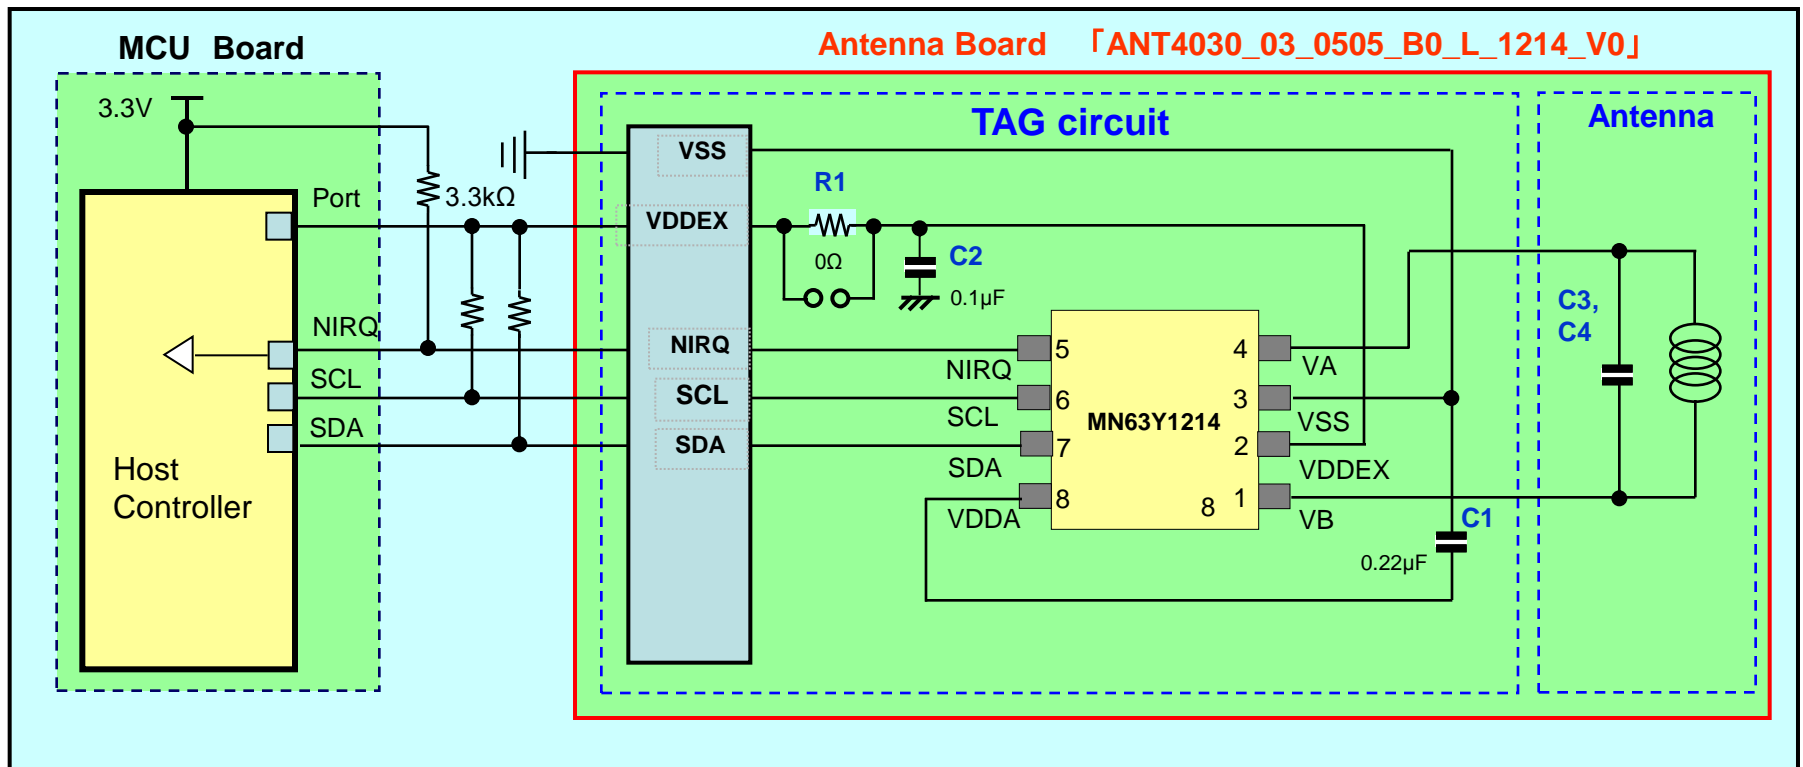 MCU Board
Antenna Board 「ANT4030_03_0505_B0_L_1214_V0」
3.3V
Port
3.3kΩ
NIRQ
SCL
SDA
Host
Controller
VSS
VDDEX
NIRQ
SCL
SDA
TAG circuit
R1
0Ω
C2
0.1µF
MN63Y1214
5
NIRQ
6
SCL
7
SDA
8
VDDA
4
VA
3
VSS
2
VDDEX
8
1
VB
C1
0.22µF
Antenna
C3,
C4